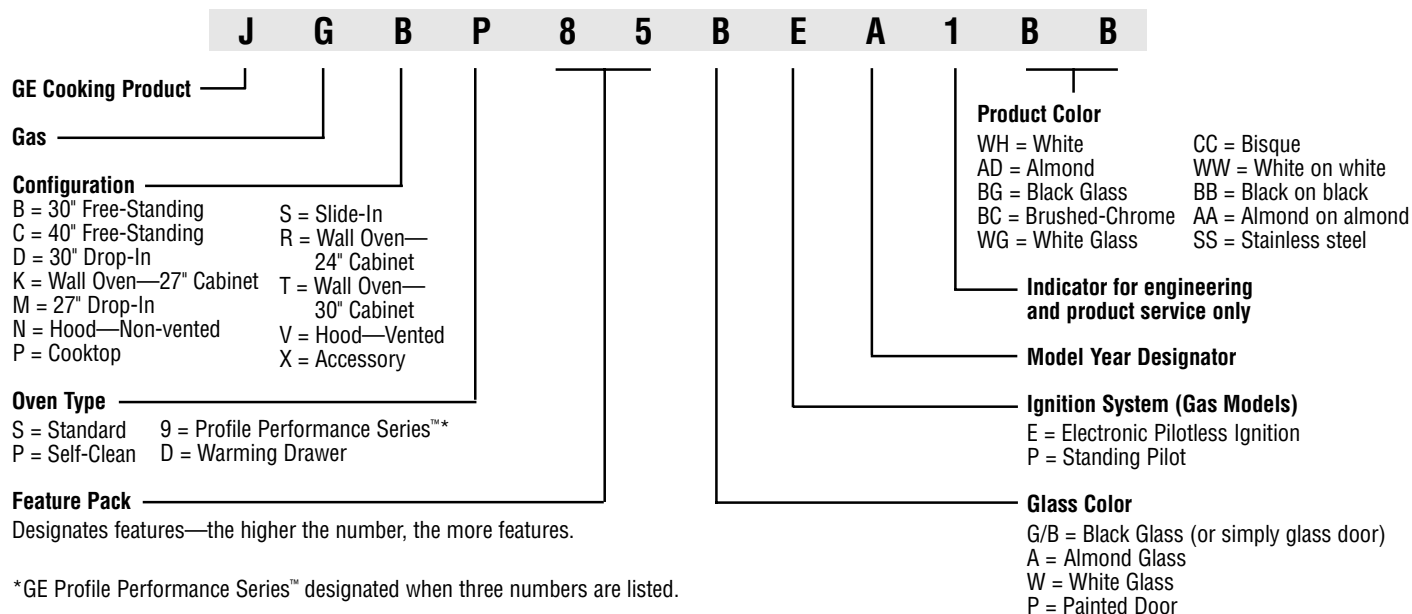 J G B P 8 5 B E A 1 B B
GE Cooking Product
Gas
Configuration
B = 30" Free-Standing
C = 40" Free-Standing
D = 30" Drop-In
K = Wall Oven—27" Cabinet
M = 27" Drop-In
N = Hood—Non-vented
P = Cooktop
S = Slide-In
R = Wall Oven—
24" Cabinet
T = Wall Oven—
30" Cabinet
V = Hood—Vented
X = Accessory
Oven Type
S = Standard
P = Self-Clean
9 = Profile Performance Series™*
D = Warming Drawer
Feature Pack
Designates features—the higher the number, the more features.
*GE Profile Performance Series™ designated when three numbers are listed.
Product Color
WH = White
AD = Almond
BG = Black Glass
BC = Brushed-Chrome
WG = White Glass
CC = Bisque
WW = White on white
BB = Black on black
AA = Almond on almond
SS = Stainless steel
Indicator for engineering
and product service only
Model Year Designator
Ignition System (Gas Models)
E = Electronic Pilotless Ignition
P = Standing Pilot
Glass Color
G/B = Black Glass (or simply glass door)
A = Almond Glass
W = White Glass
P = Painted Door